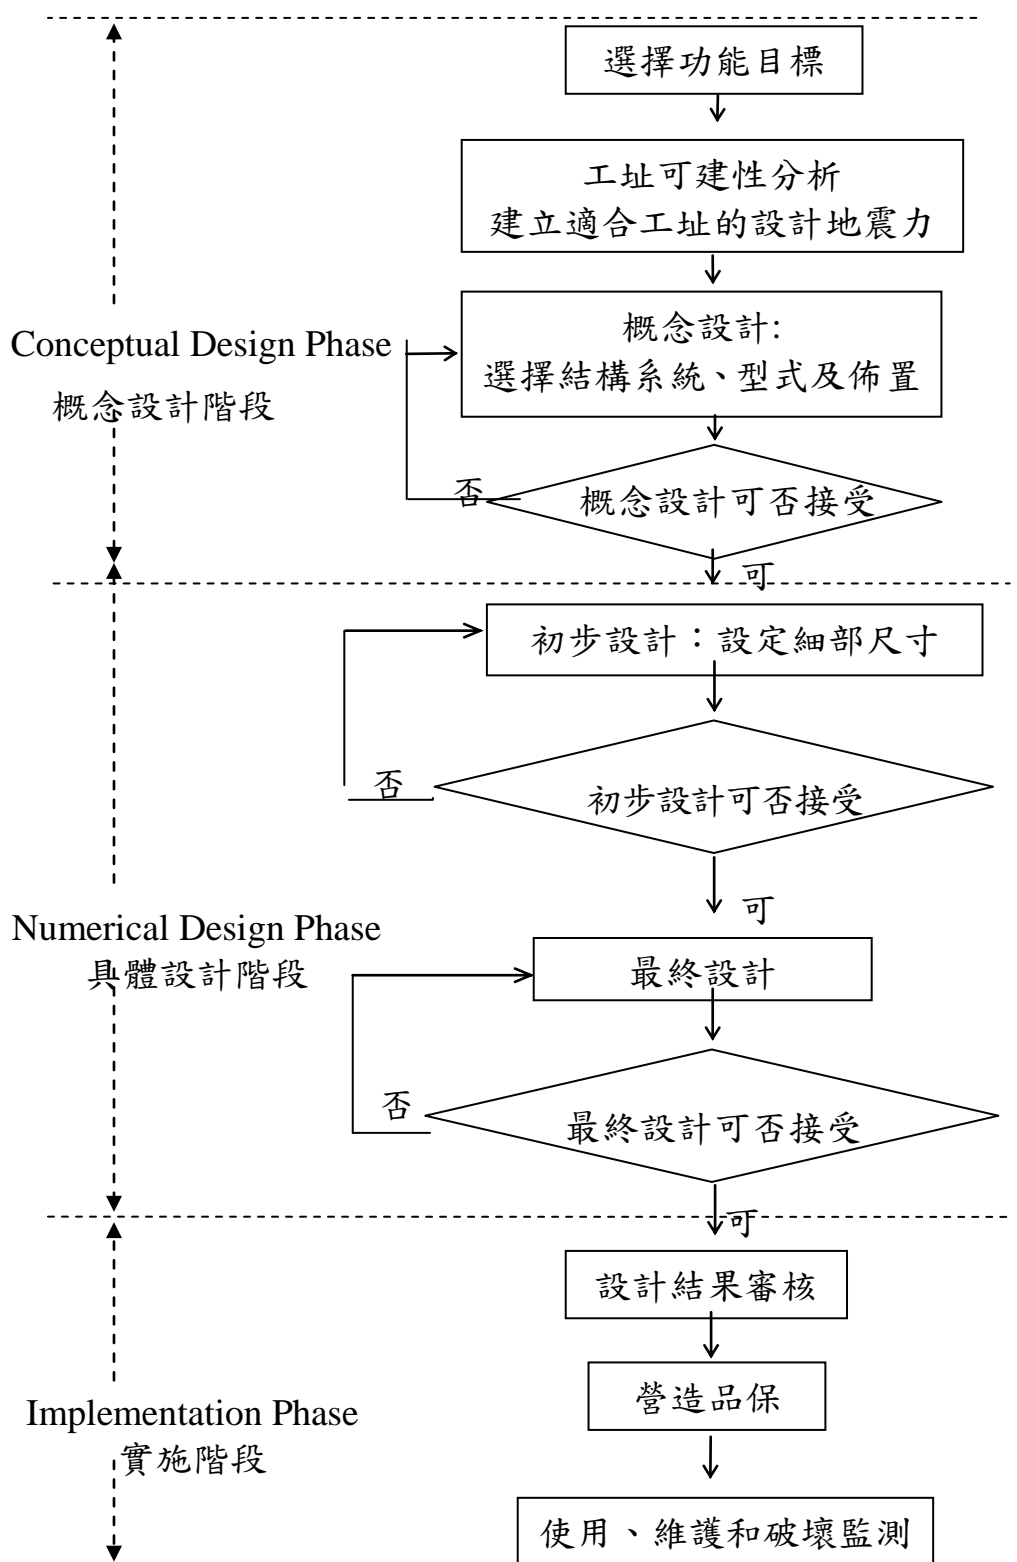 選擇功能目標
工址可建性分析
建立適合工址的設計地震力
概念設計:
選擇結構系統、型式及佈置
Conceptual Design Phase
概念設計階段
否
概念設計可否接受
可
初步設計：設定細部尺寸
否
初步設計可否接受
可
Numerical Design Phase
具體設計階段
最終設計
否
最終設計可否接受
可
設計結果審核
營造品保
Implementation Phase
實施階段
使用、維護和破壞監測